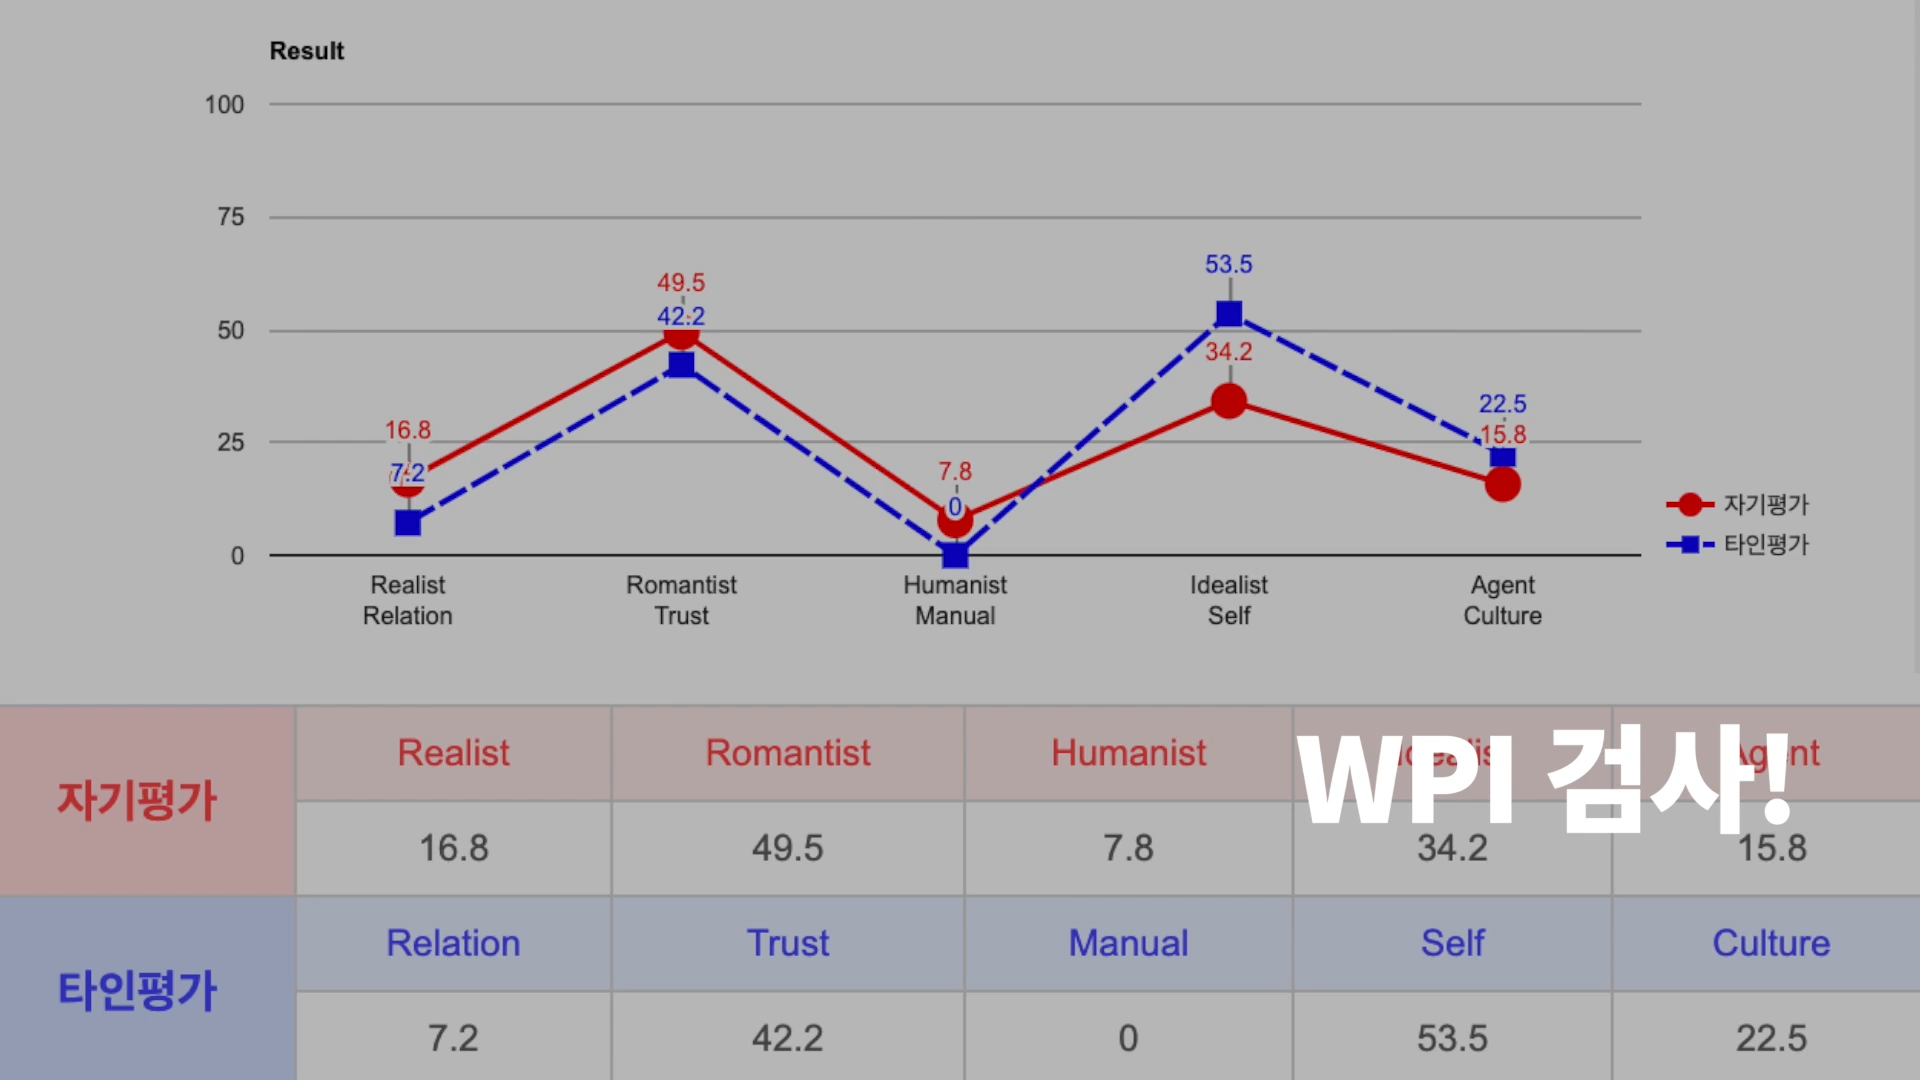 Result
100
75
50
25
0
16.8
7.2
49.5
42.2
7.8
0
53.5
34.2
22.5
15.8
Realist
Relation
Romantist
Trust
Humanist
Manual
Idealist
Self
Agent
Culture
자기평가
타인평가
자기평가
Realist Romantist Humanist Idealist Agent
WPI 검사!
16.8 49.5 7.8 34.2 15.8
타인평가
Relation Trust Manual Self Culture
7.2 42.2 0 53.5 22.5